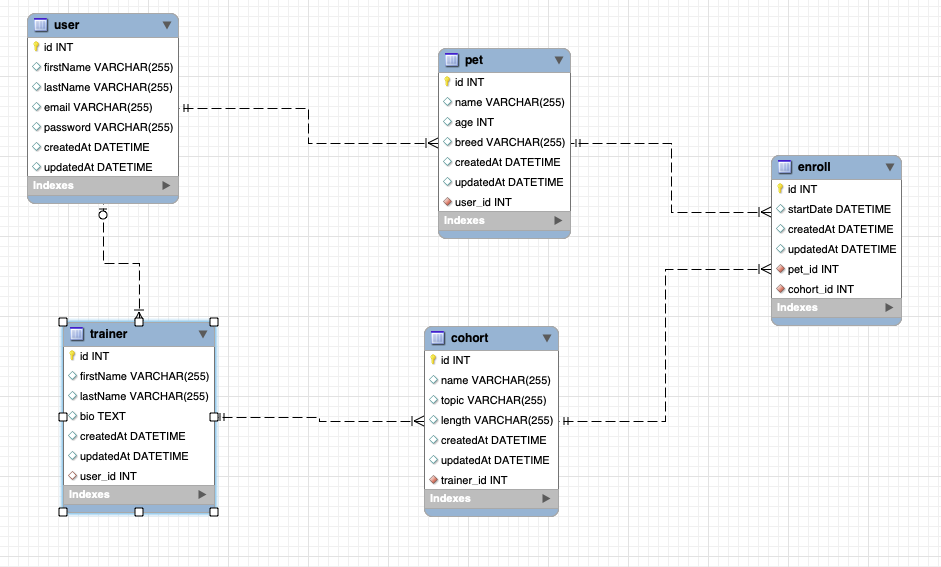 user
id INT
firstName VARCHAR(255)
lastName VARCHAR(255)
email VARCHAR(255)
password VARCHAR(255)
createdAt DATETIME
updatedAt DATETIME
Indexes
pet
id INT
name VARCHAR(255)
age INT
breed VARCHAR(255)
createdAt DATETIME
updatedAt DATETIME
user_id INT
Indexes
enroll
id INT
startDate DATETIME
createdAt DATETIME
updatedAt DATETIME
pet_id INT
cohort_id INT
Indexes
trainer
id INT
firstName VARCHAR(255)
lastName VARCHAR(255)
bio TEXT
createdAt DATETIME
updatedAt DATETIME
user_id INT
Indexes
cohort
id INT
name VARCHAR(255)
topic VARCHAR(255)
length VARCHAR(255)
createdAt DATETIME
updatedAt DATETIME
trainer_id INT
Indexes